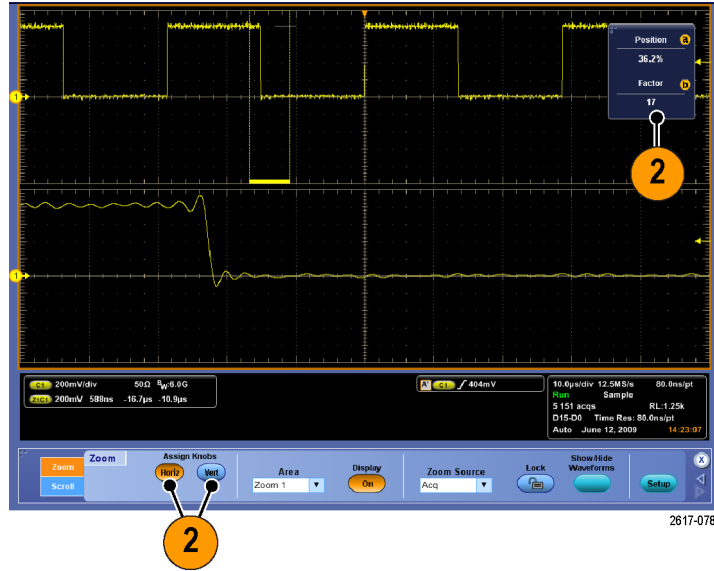 Position a
36.2%
Factor b
17
2
1
1
C1 200mV/div 50Ω BW:6.0G
Z1C1 200mV 588ns -16.7µs -10.9µs
A' C1 404mV
10.0µs/div 12.5MS/s 80.0ns/pt
Run Sample
5 151 acqs RL:1.25k
D15-D0 Time Res: 80.0ns/pt
Auto June 12, 2009 14:23:07
Zoom
Scroll
Zoom
Assign Knobs
Horiz Vert
Area
Zoom 1
Display
On
Zoom Source
Acq
Lock
Show/Hide
Waveforms
Setup
X
2
2617-078